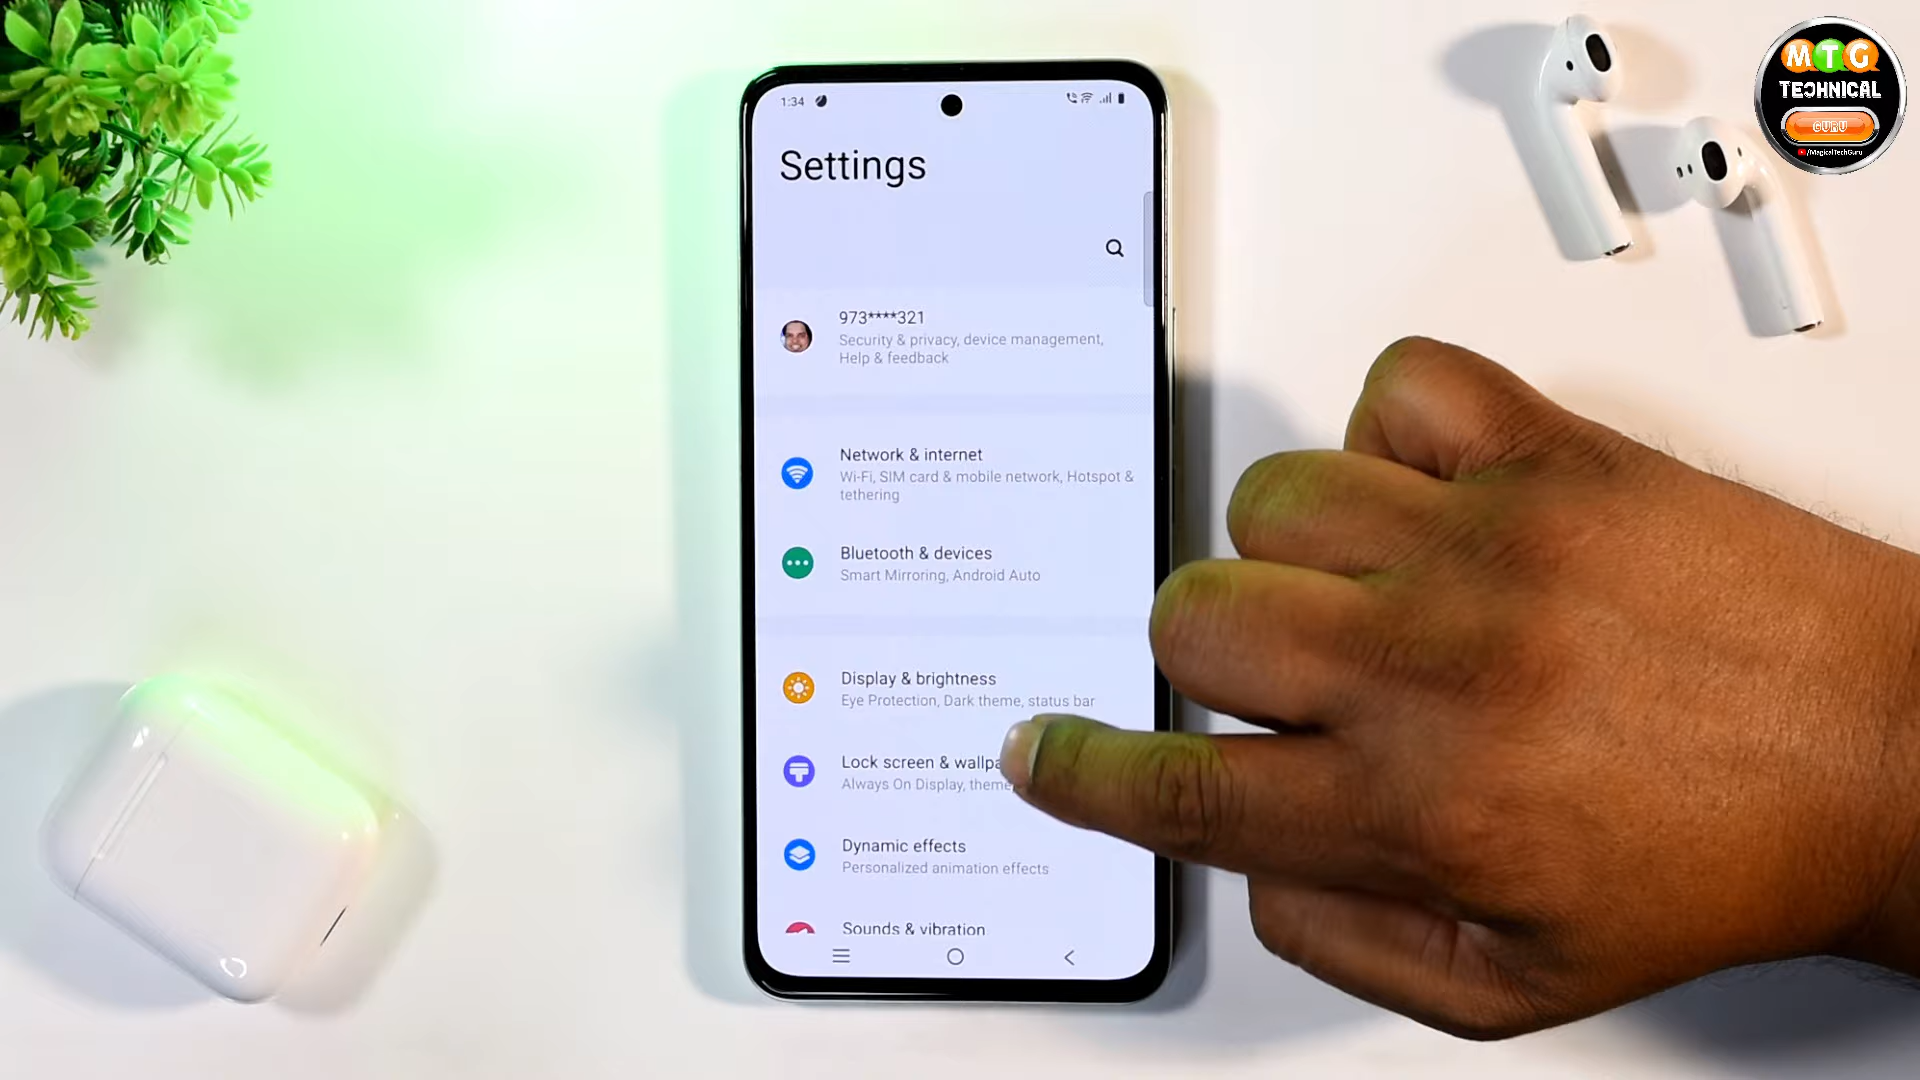 MTG
TECHNICAL
GURU
/MagicalTechGuru
1:34
Settings
973****321
Security & privacy, device management,
Help & feedback
Network & internet
Wi-Fi, SIM card & mobile network, Hotspot &
tethering
Bluetooth & devices
Smart Mirroring, Android Auto
Display & brightness
Eye Protection, Dark theme, status bar
Lock screen & wallpa
Always On Display, theme
Dynamic effects
Personalized animation effects
Sounds & vibration